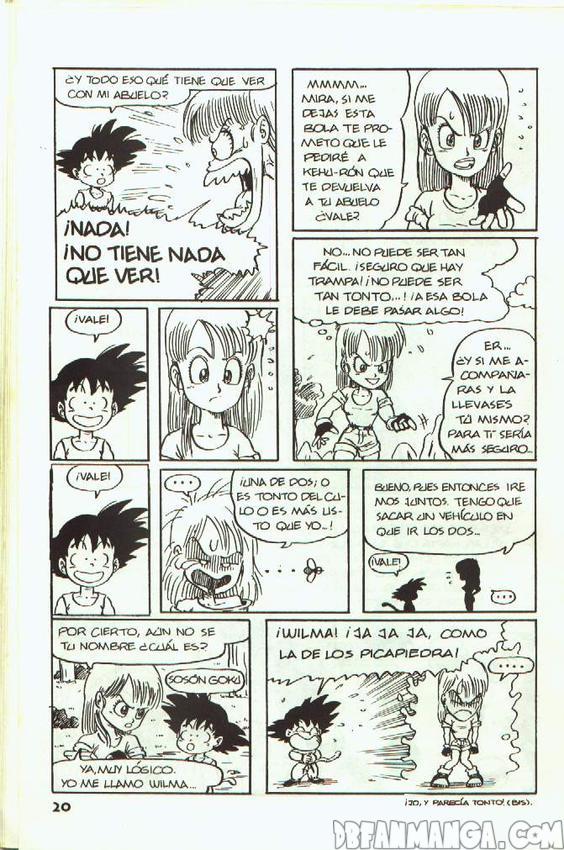 ¿Y TODO ESO QUÉ TIENE QUE VER
CON MI ABUELO?
¡NADA!
¡NO TIENE NADA
QUE VER!
MMMM...
MIRA, SI ME
DEJAS ESTA
BOLA TE PRO-
METO QUE LE
PEDIRÉ A
KEHU-RÓN QUE
TE DEVUELVA
A TU ABUELO
¿VALE?
NO... NO PUEDE SER TAN
FÁCIL. ¡SEGURO QUE HAY
TRAMPA! ¡NO PUEDE SER
TAN TONTO...! ¡A ESA BOLA
LE DEBE PASAR ALGO!
ER...
¿Y SI ME A-
COMPAÑA-
RAS Y LA
LLEVASES
TÚ MISMO?
PARA TI SERÍA
MÁS SEGURO...
¡VALE!
¡VALE!
...
¡UNA DE DOS; O
ES TONTO DEL CU-
LO O ES MÁS LIS-
TO QUE YO...!
BUENO, PUES ENTONCES IRE
MOS JUNTOS. TENGO QUE
SACAR UN VEHÍCULO EN
QUE IR LOS DOS...
¡VALE!
....
POR CIERTO, AÚN NO SE
TU NOMBRE ¿CUÁL ES?
SOSÓN GOKU
YA, MUY LÓGICO.
YO ME LLAMO WILMA...
¡WILMA! ¡JA JA JA, COMO
LA DE LOS PICAPIEDRA!
....
¡JO, Y PARECÍA TONTO! (BIS).
20
DBFANMANGA.COM